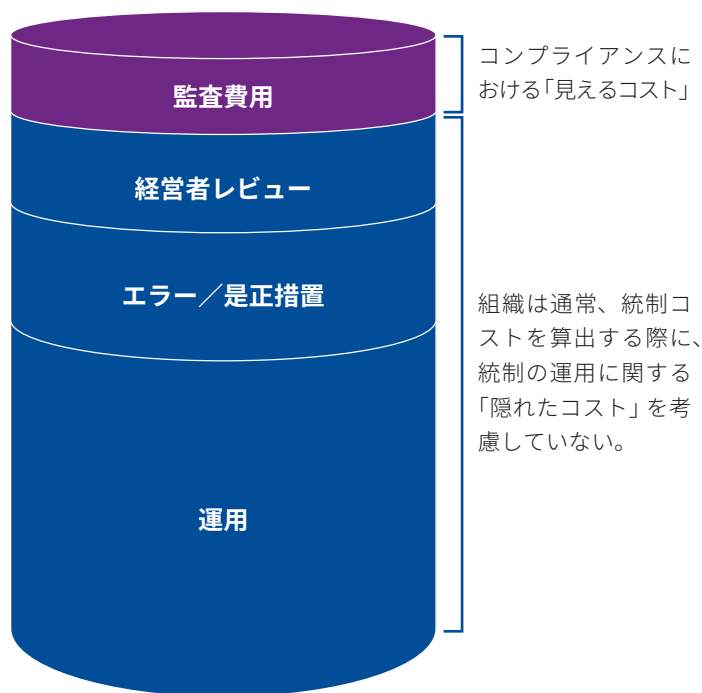 監査費用
コンプライアンスに
おける「見えるコスト」
経営者レビュー
エラー／是正措置
運用
組織は通常、統制コ
ストを算出する際に、
統制の運用に関する
「隠れたコスト」を考
慮していない。